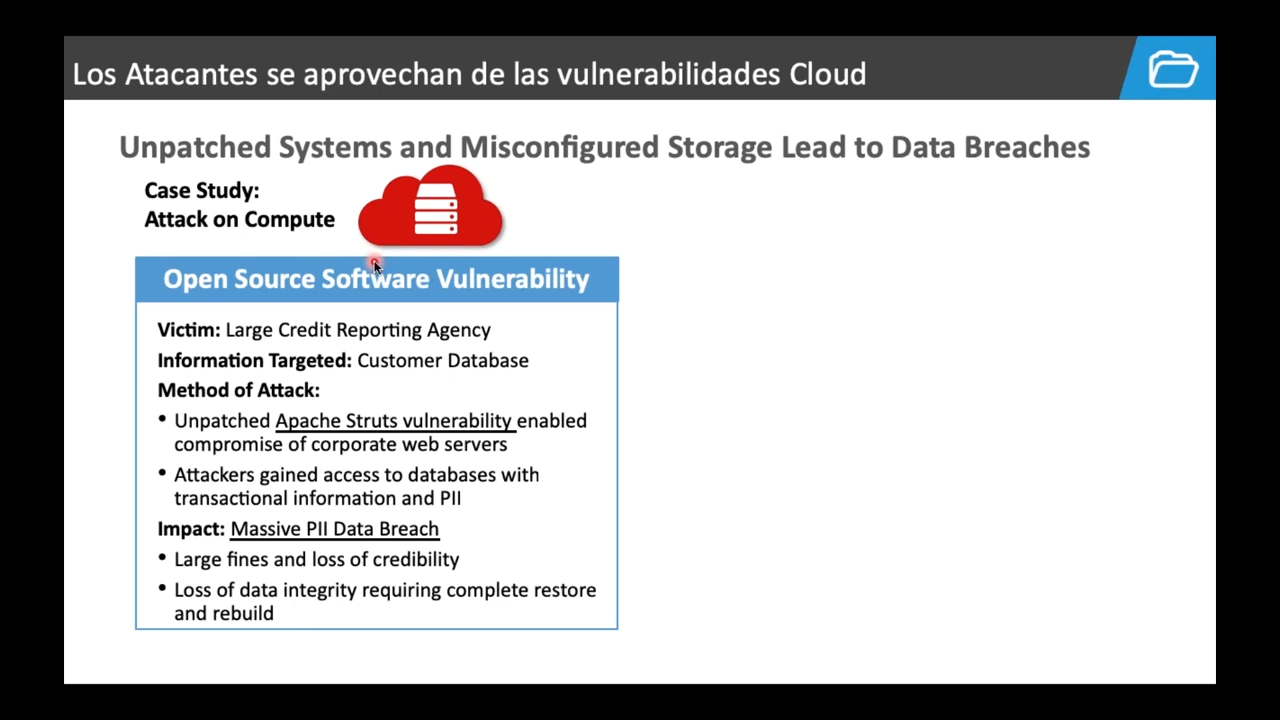 Los Atacantes se aprovechan de las vulnerabilidades Cloud
Unpatched Systems and Misconfigured Storage Lead to Data Breaches
Case Study:
Attack on Compute
Open Source Software Vulnerability
Victim: Large Credit Reporting Agency
Information Targeted: Customer Database
Method of Attack:
• Unpatched Apache Struts vulnerability enabled
compromise of corporate web servers
• Attackers gained access to databases with
transactional information and PII
Impact: Massive PII Data Breach
• Large fines and loss of credibility
• Loss of data integrity requiring complete restore
and rebuild